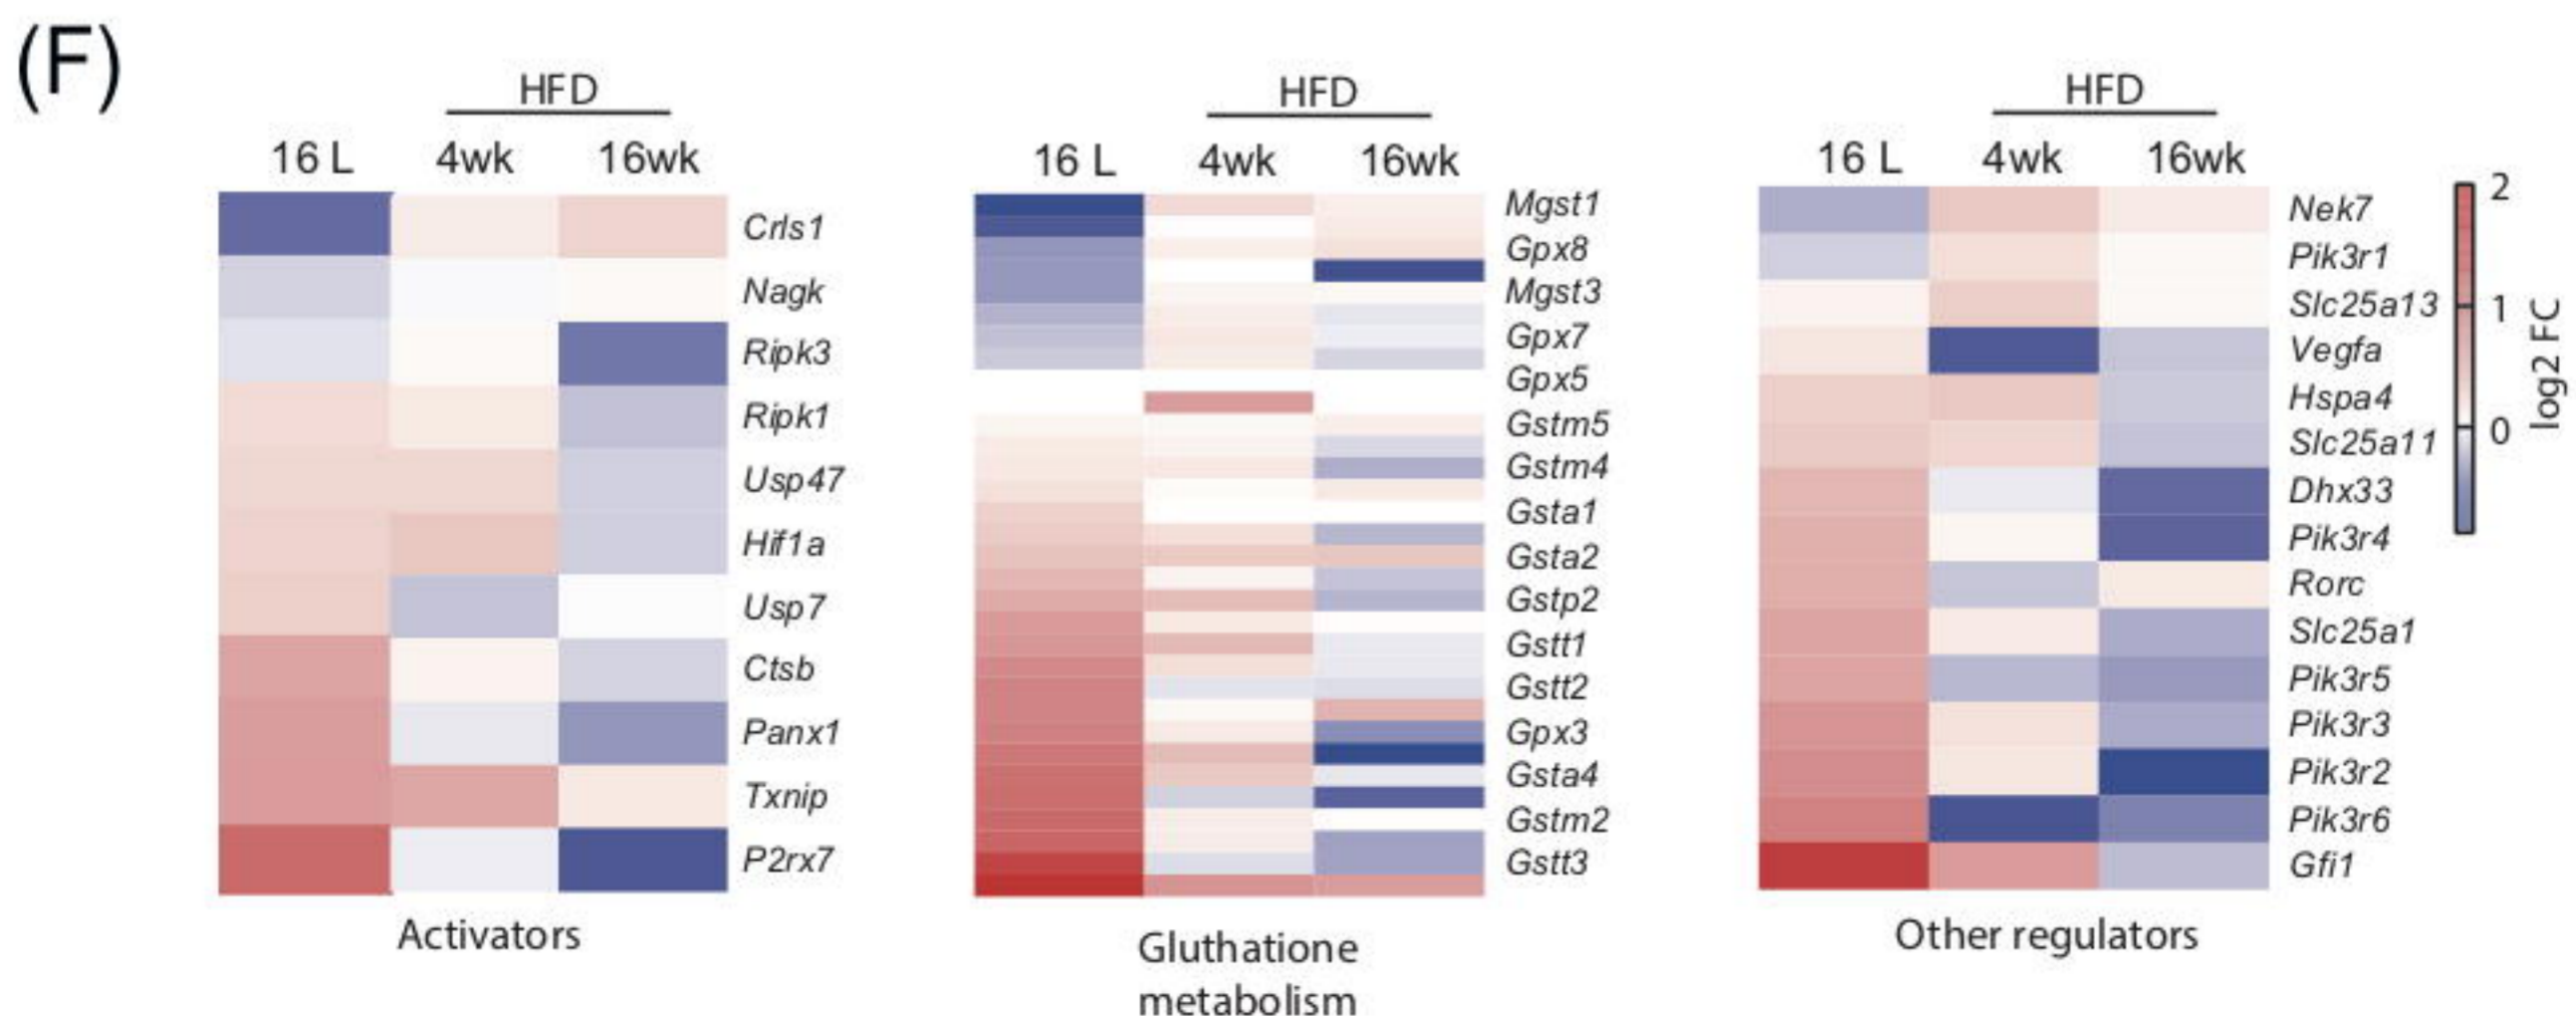 (F)
HFD
16 L 4wk 16wk
Crls1
Nagk
Ripk3
Ripk1
Usp47
Hif1a
Usp7
Ctsb
Panx1
Txnip
P2rx7
Activators
HFD
16 L 4wk 16wk
Mgst1
Gpx8
Mgst3
Gpx7
Gpx5
Gstm5
Gstm4
Gsta1
Gsta2
Gstp2
Gstt1
Gstt2
Gpx3
Gsta4
Gstm2
Gstt3
Gluthatione
metabolism
HFD
16 L 4wk 16wk
Nek7
Pik3r1
Slc25a13
Vegfa
Hspa4
Slc25a11
Dhx33
Pik3r4
Rorc
Slc25a1
Pik3r5
Pik3r3
Pik3r2
Pik3r6
Gfi1
Other regulators
2
1
0
log2 FC